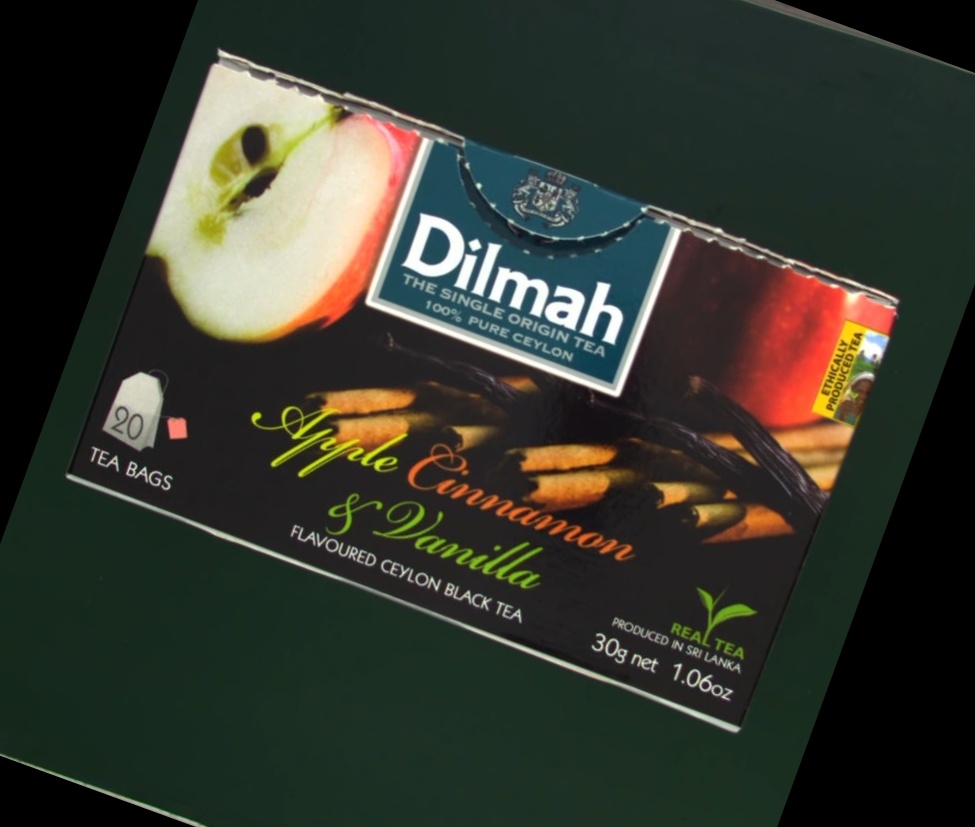 Dilmah
THE SINGLE ORIGIN TEA
100% PURE CEYLON
ETHICALLY
PRODUCED TEA
20
TEA BAGS
Apple Cinnamon
& Vanilla
FLAVOURED CEYLON BLACK TEA
REAL TEA
PRODUCED IN SRI LANKA
30g net 1.06oz